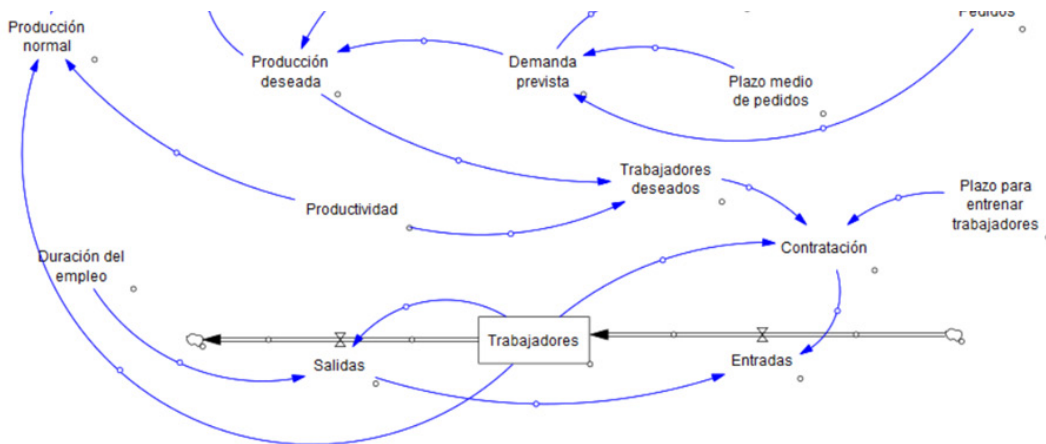 Pedidos
Producción
normal
Producción
deseada
Demanda
prevista
Plazo medio
de pedidos
Trabajadores
deseados
Plazo para
entrenar
trabajadores
Productividad
Contratación
Duración del
empleo
Trabajadores
Salidas
Entradas